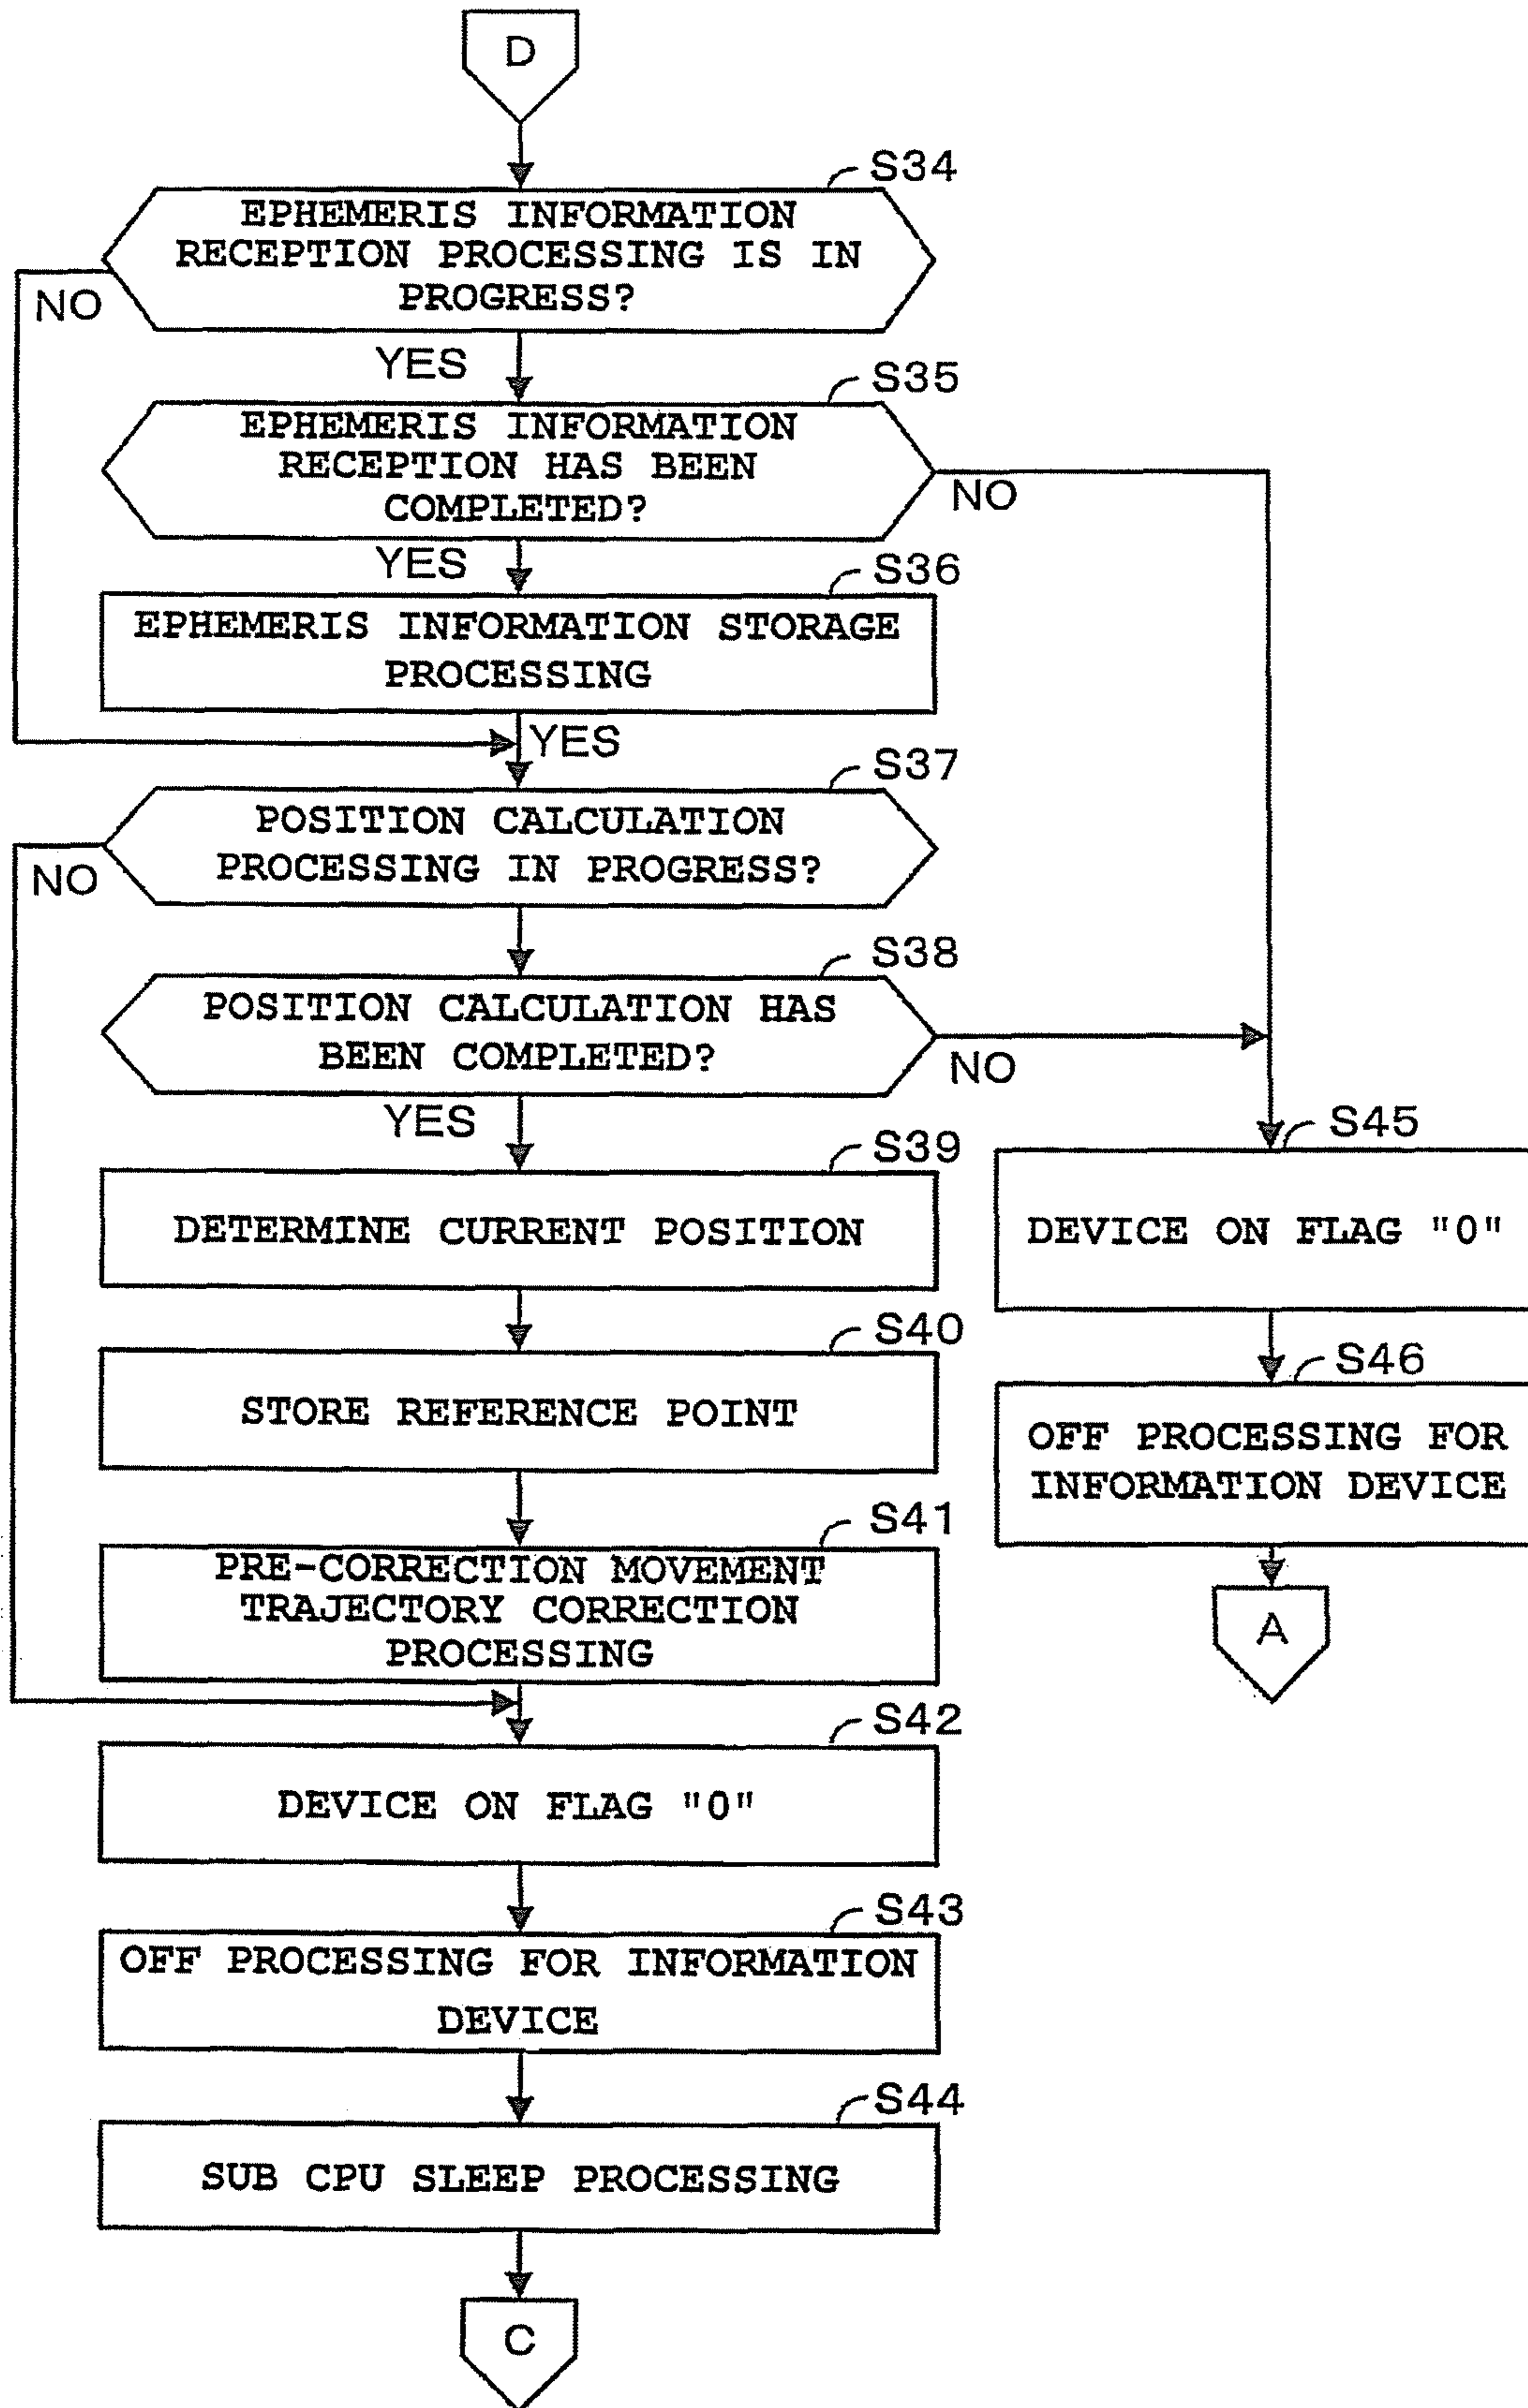 D
S34
EPHEMERIS INFORMATION
RECEPTION PROCESSING IS IN
PROGRESS?
NO
YES
S35
EPHEMERIS INFORMATION
RECEPTION HAS BEEN
COMPLETED?
NO
YES
S36
EPHEMERIS INFORMATION STORAGE
PROCESSING
YES
S37
POSITION CALCULATION
PROCESSING IN PROGRESS?
NO
S38
POSITION CALCULATION HAS
BEEN COMPLETED?
NO
YES
S39
DETERMINE CURRENT POSITION
S40
STORE REFERENCE POINT
S41
PRE-CORRECTION MOVEMENT
TRAJECTORY CORRECTION
PROCESSING
S42
DEVICE ON FLAG "0"
S43
OFF PROCESSING FOR INFORMATION
DEVICE
S44
SUB CPU SLEEP PROCESSING
C
S45
DEVICE ON FLAG "0"
S46
OFF PROCESSING FOR
INFORMATION DEVICE
A